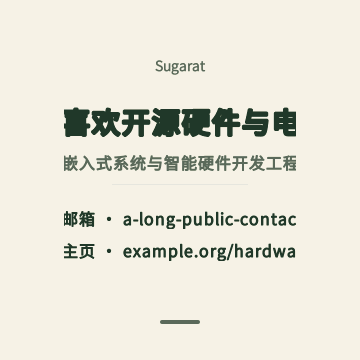 Sugarat
喜欢开源硬件与电
嵌入式系统与智能硬件开发工程
邮箱 • a-long-public-contac
主页 • example.org/hardwa